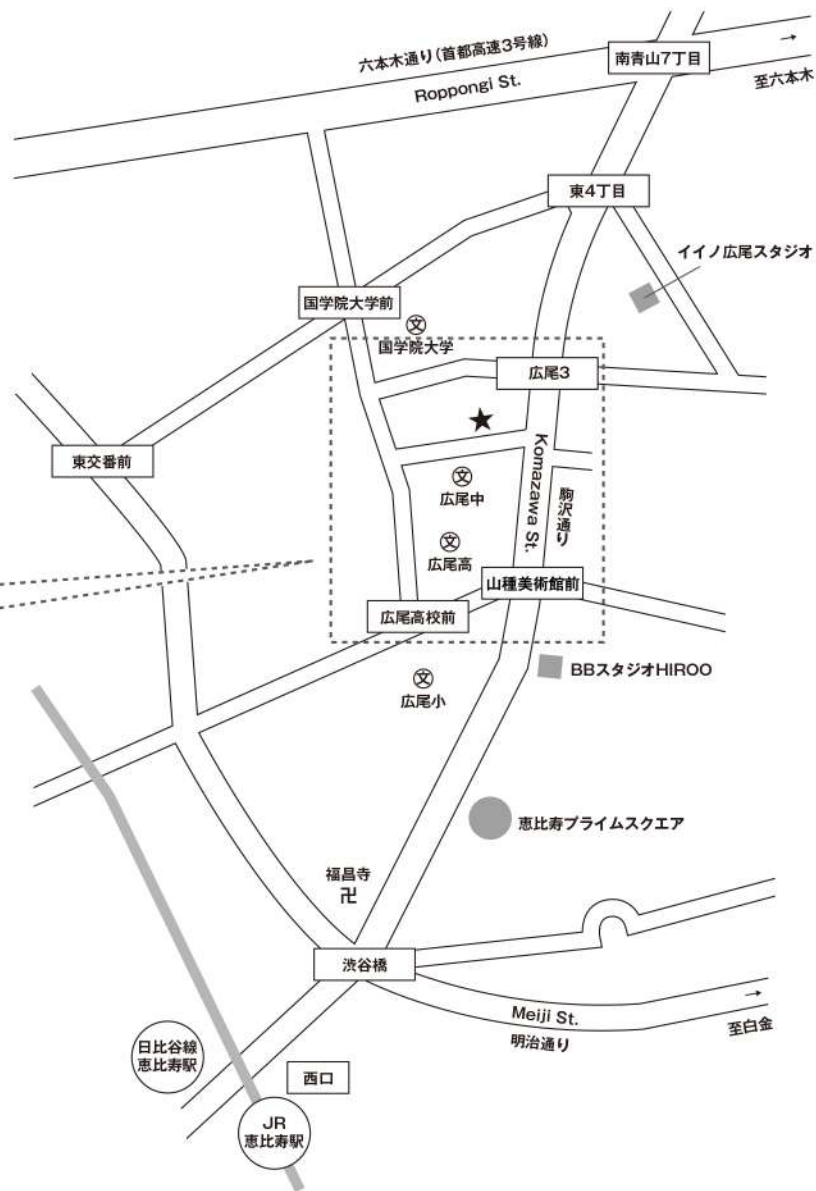 六本木通り(首都高速3号線)
Roppongi St.
南青山7丁目
→
至六本木
東4丁目
イイノ広尾スタジオ
国学院大学前
文
国学院大学
広尾3
★
東交番前
Komazawa St.
駒沢通り
文
広尾中
文
広尾高
山種美術館前
広尾高校前
文
広尾小
BBスタジオHIROO
恵比寿プライムスクエア
福昌寺
卍
渋谷橋
Meiji St.
明治通り
→
至白金
日比谷線
恵比寿駅
西口
JR
恵比寿駅